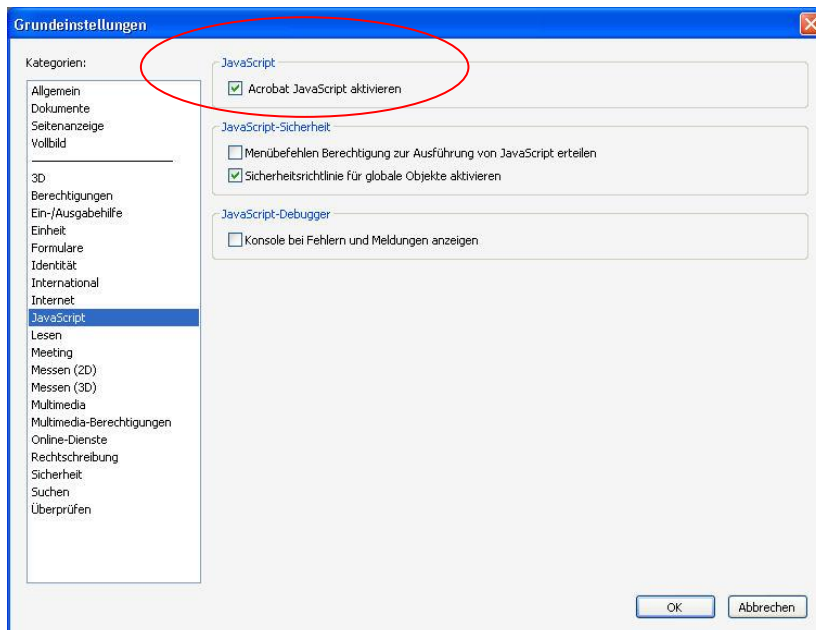 Grundeinstellungen
Kategorien:
Allgemein
Dokumente
Seitenanzeige
Vollbild
3D
Berechtigungen
Ein-/Ausgabehilfe
Einheit
Formulare
Identität
International
Internet
JavaScript
Lesen
Meeting
Messen (2D)
Messen (3D)
Multimedia
Multimedia-Berechtigungen
Online-Dienste
Rechtschreibung
Sicherheit
Suchen
Überprüfen
JavaScript
Acrobat JavaScript aktivieren
JavaScript-Sicherheit
Menübefehlen Berechtigung zur Ausführung von JavaScript erteilen
Sicherheitsrichtlinie für globale Objekte aktivieren
JavaScript-Debugger
Konsole bei Fehlern und Meldungen anzeigen
OK
Abbrechen